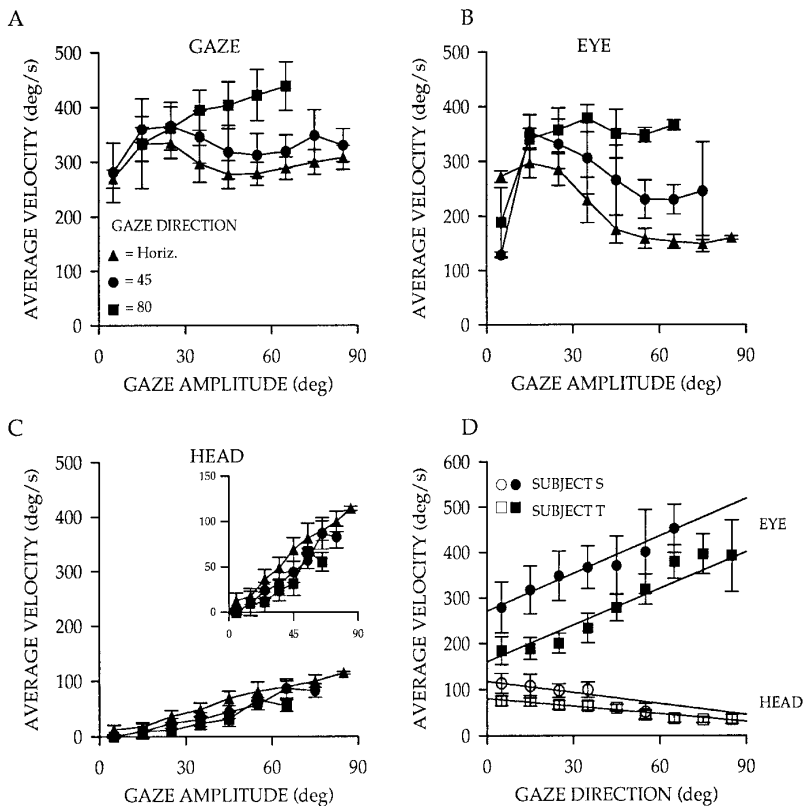 A
GAZE
500
400
300
200
100
0
AVERAGE VELOCITY (deg/s)
GAZE DIRECTION
▲ = Horiz.
● = 45
■ = 80
0 30 60 90
GAZE AMPLITUDE (deg)
B
EYE
500
400
300
200
100
0
AVERAGE VELOCITY (deg/s)
0 30 60 90
GAZE AMPLITUDE (deg)
C
HEAD
500
400
300
200
100
0
AVERAGE VELOCITY (deg/s)
150
100
50
0
0 45 90
0 30 60 90
GAZE AMPLITUDE (deg)
D
600
500
400
300
200
100
0
AVERAGE VELOCITY (deg/s)
○● SUBJECT S
□■ SUBJECT T
EYE
HEAD
0 30 60 90
GAZE DIRECTION (deg)